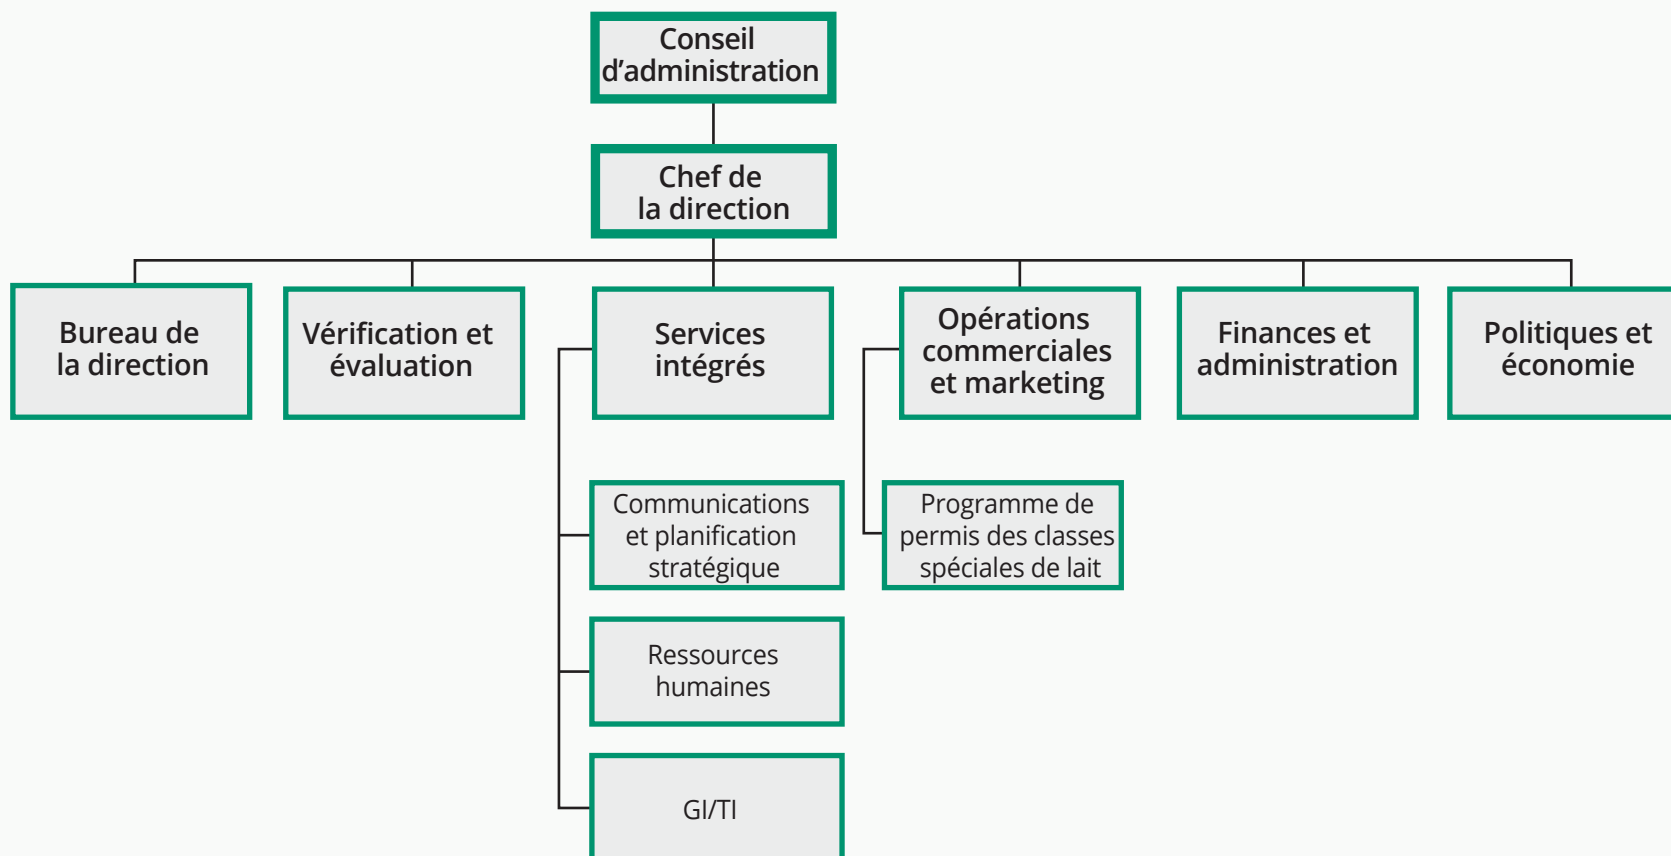 Conseil
d'administration
Chef de
la direction
Bureau de
la direction
Vérification et
évaluation
Services
intégrés
Opérations
commerciales
et marketing
Finances et
administration
Politiques et
économie
Communications
et planification
stratégique
Programme de
permis des classes
spéciales de lait
Ressources
humaines
GI/TI